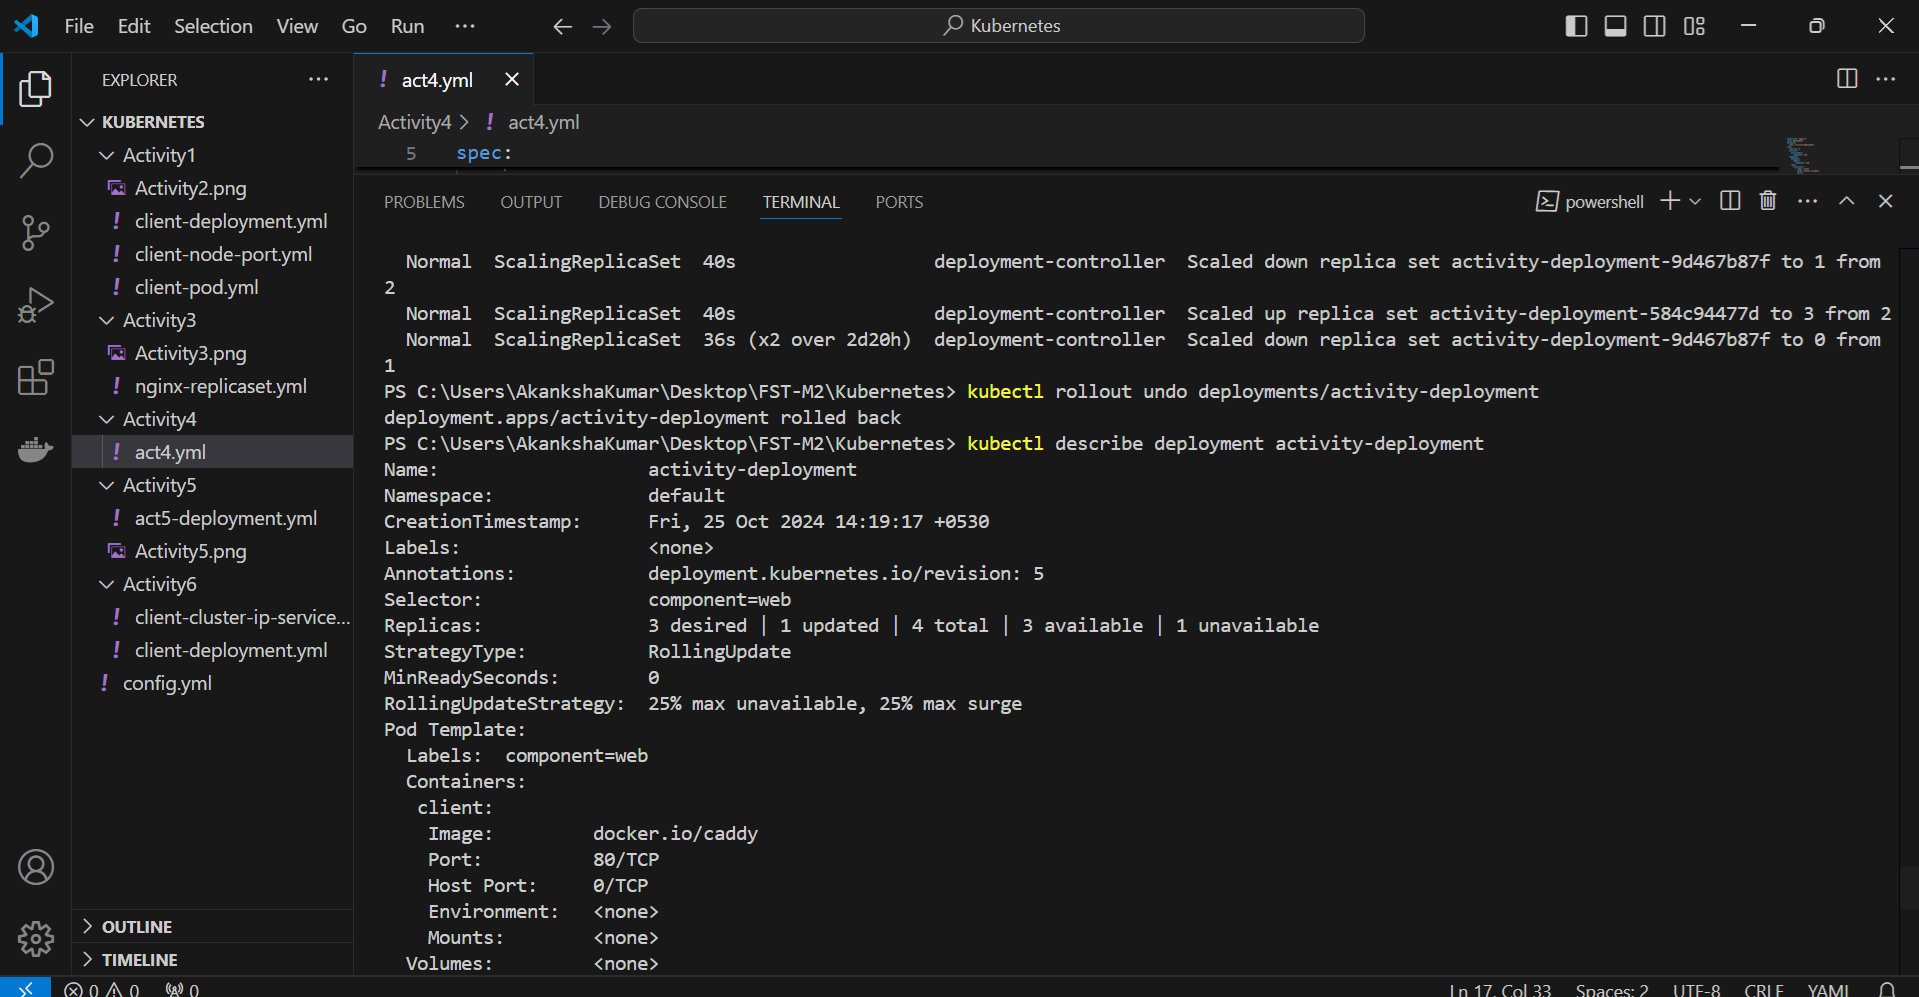 File Edit Selection View Go Run ··· Kubernetes
EXPLORER ···
KUBERNETES
Activity1
Activity2.png
! client-deployment.yml
! client-node-port.yml
! client-pod.yml
Activity3
Activity3.png
! nginx-replicaset.yml
Activity4
! act4.yml
Activity5
! act5-deployment.yml
Activity5.png
Activity6
! client-cluster-ip-service...
! client-deployment.yml
! config.yml
OUTLINE
TIMELINE
! act4.yml
Activity4 > ! act4.yml
5 spec:
PROBLEMS OUTPUT DEBUG CONSOLE TERMINAL PORTS powershell
Normal ScalingReplicaSet 40s deployment-controller Scaled down replica set activity-deployment-9d467b87f to 1 from
2
Normal ScalingReplicaSet 40s deployment-controller Scaled up replica set activity-deployment-584c94477d to 3 from 2
Normal ScalingReplicaSet 36s (x2 over 2d20h) deployment-controller Scaled down replica set activity-deployment-9d467b87f to 0 from
1
PS C:\Users\AkankshaKumar\Desktop\FST-M2\Kubernetes> kubectl rollout undo deployments/activity-deployment
deployment.apps/activity-deployment rolled back
PS C:\Users\AkankshaKumar\Desktop\FST-M2\Kubernetes> kubectl describe deployment activity-deployment
Name: activity-deployment
Namespace: default
CreationTimestamp: Fri, 25 Oct 2024 14:19:17 +0530
Labels: <none>
Annotations: deployment.kubernetes.io/revision: 5
Selector: component=web
Replicas: 3 desired | 1 updated | 4 total | 3 available | 1 unavailable
StrategyType: RollingUpdate
MinReadySeconds: 0
RollingUpdateStrategy: 25% max unavailable, 25% max surge
Pod Template:
Labels: component=web
Containers:
client:
Image: docker.io/caddy
Port: 80/TCP
Host Port: 0/TCP
Environment: <none>
Mounts: <none>
Volumes: <none>
0 0 0 Ln 17, Col 33 Spaces: 2 UTF-8 CRLF YAML